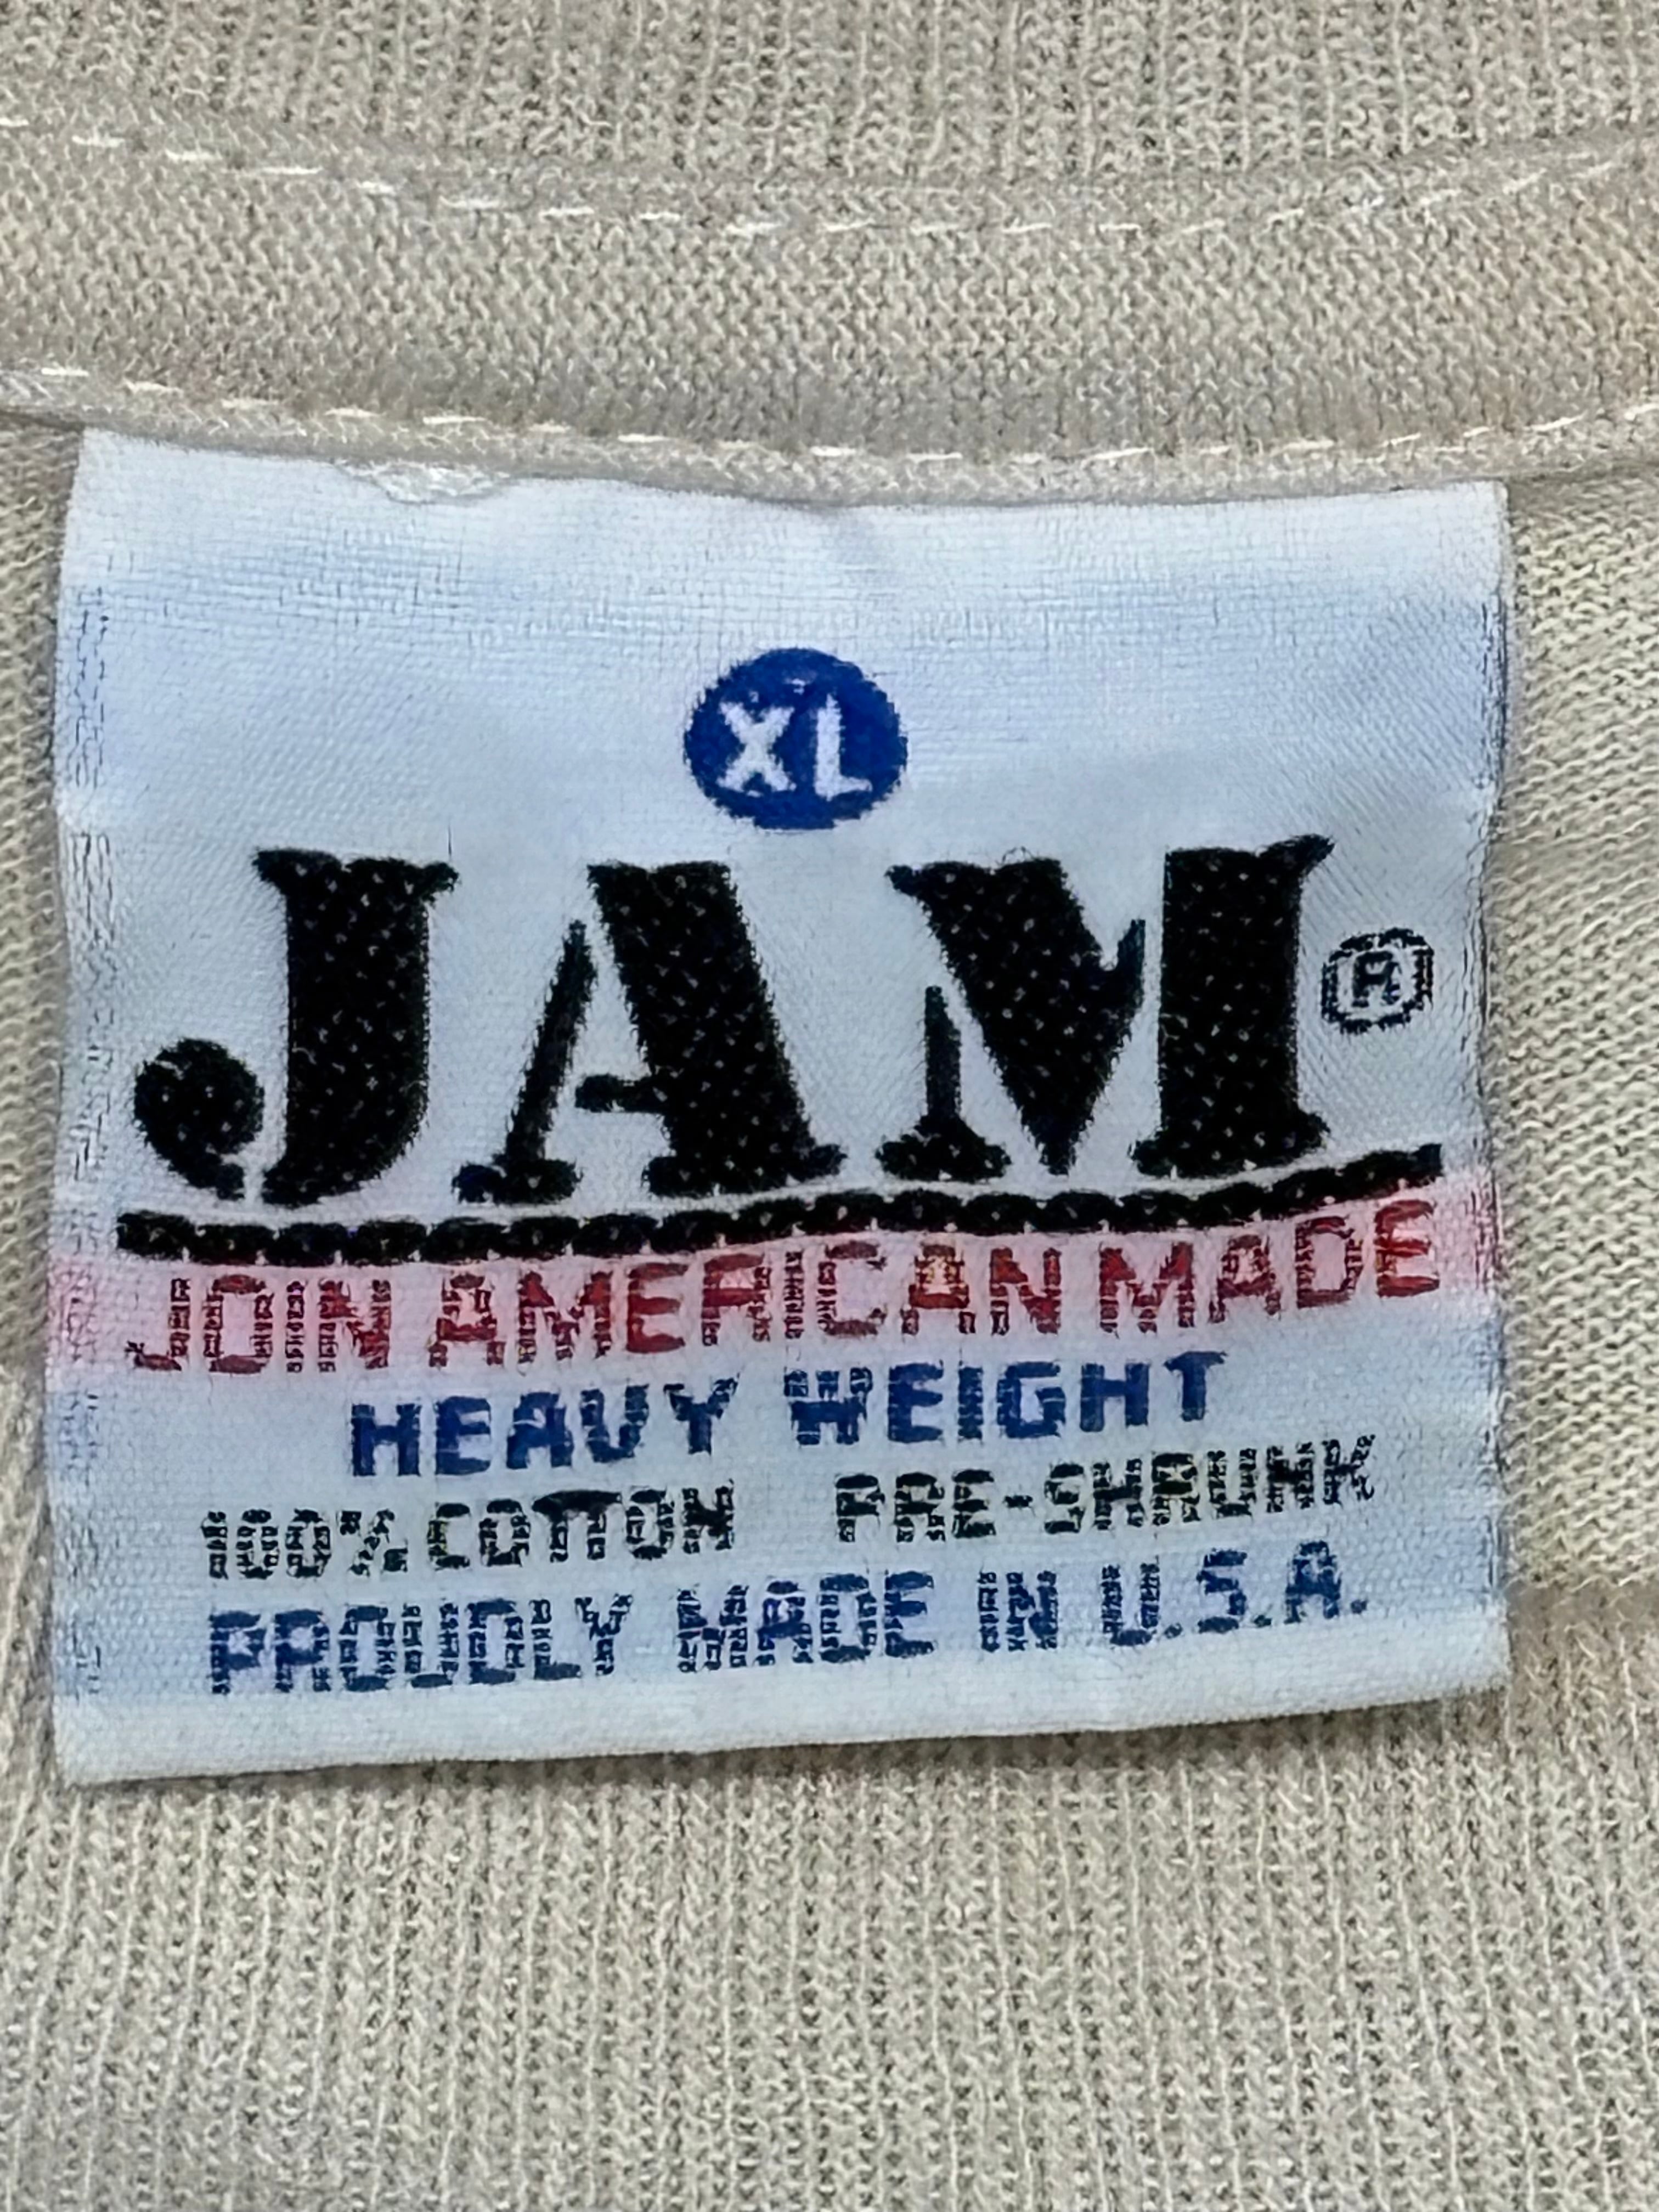 XL
JAM®
JON AMERICAN MADE
HEAVY WEIGHT
100% COTTON PRE-SHRUNK
PROUDLY MADE IN U.S.A.